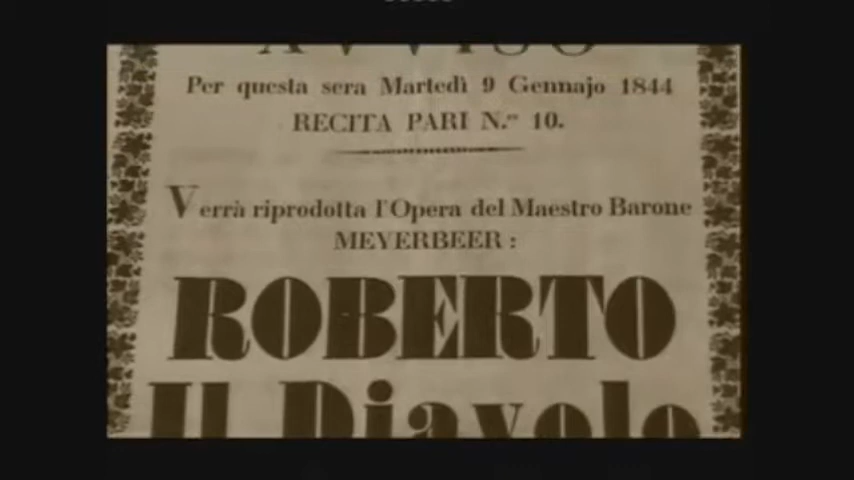 AVVISO
Per questa sera Martedì 9 Gennajo 1844
RECITA PARI N.ro 10.
Verrà riprodotta l'Opera del Maestro Barone
MEYERBEER:
ROBERTO
Il Diavolo